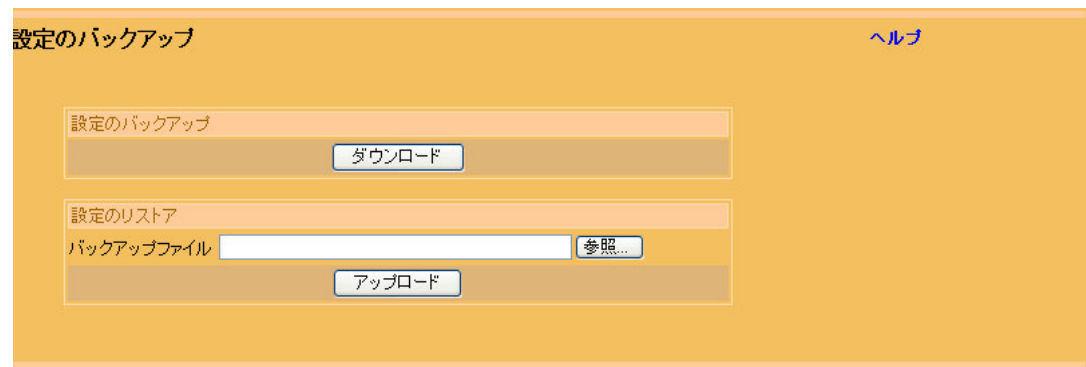 設定のバックアップ ヘルプ
設定のバックアップ
ダウンロード
設定のリストア
バックアップファイル 参照...
アップロード